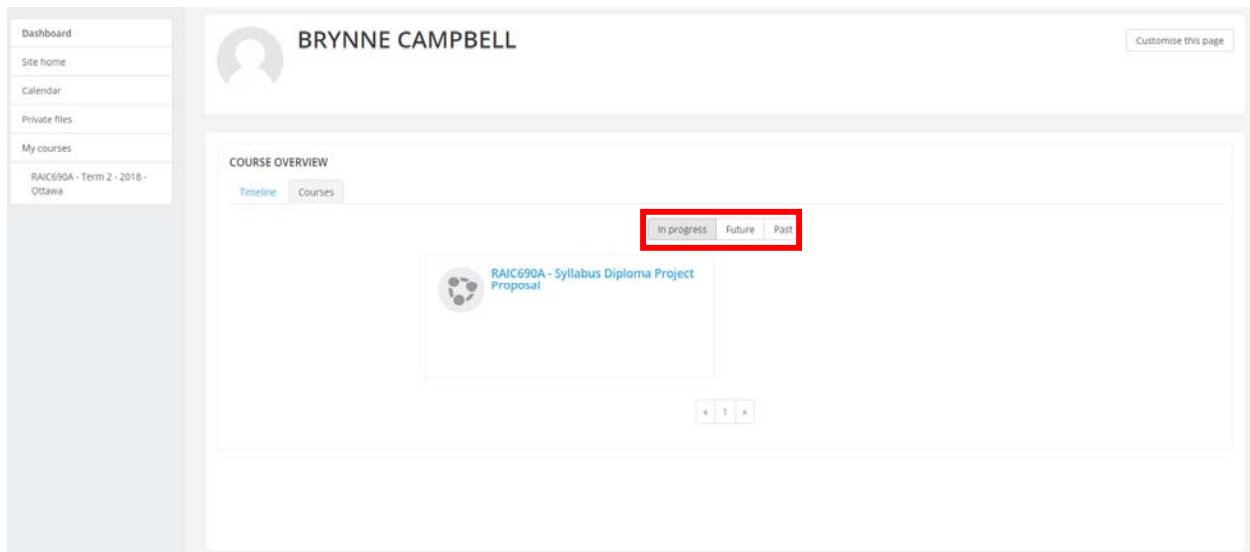 Dashboard
Site home
Calendar
Private files
My courses
RAIC690A - Term 2 - 2018 -
Ottawa
BRYNNE CAMPBELL
Customise this page
COURSE OVERVIEW
Timeline Courses
In progress Future Past
RAIC690A - Syllabus Diploma Project
Proposal
« 1 »